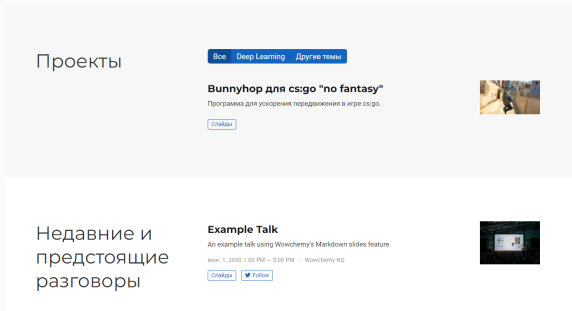 Проекты
Все Deep Learning Другие темы
Bunnyhop для cs:go "no fantasy"
Программа для ускорения передвижения в игре cs:go.
Слайды
Недавние и
предстоящие
разговоры
Example Talk
An example talk using Wowchemy's Markdown slides feature.
июн. 1, 2030 1:00 PM — 3:00 PM · Wowchemy HQ
Слайды Follow